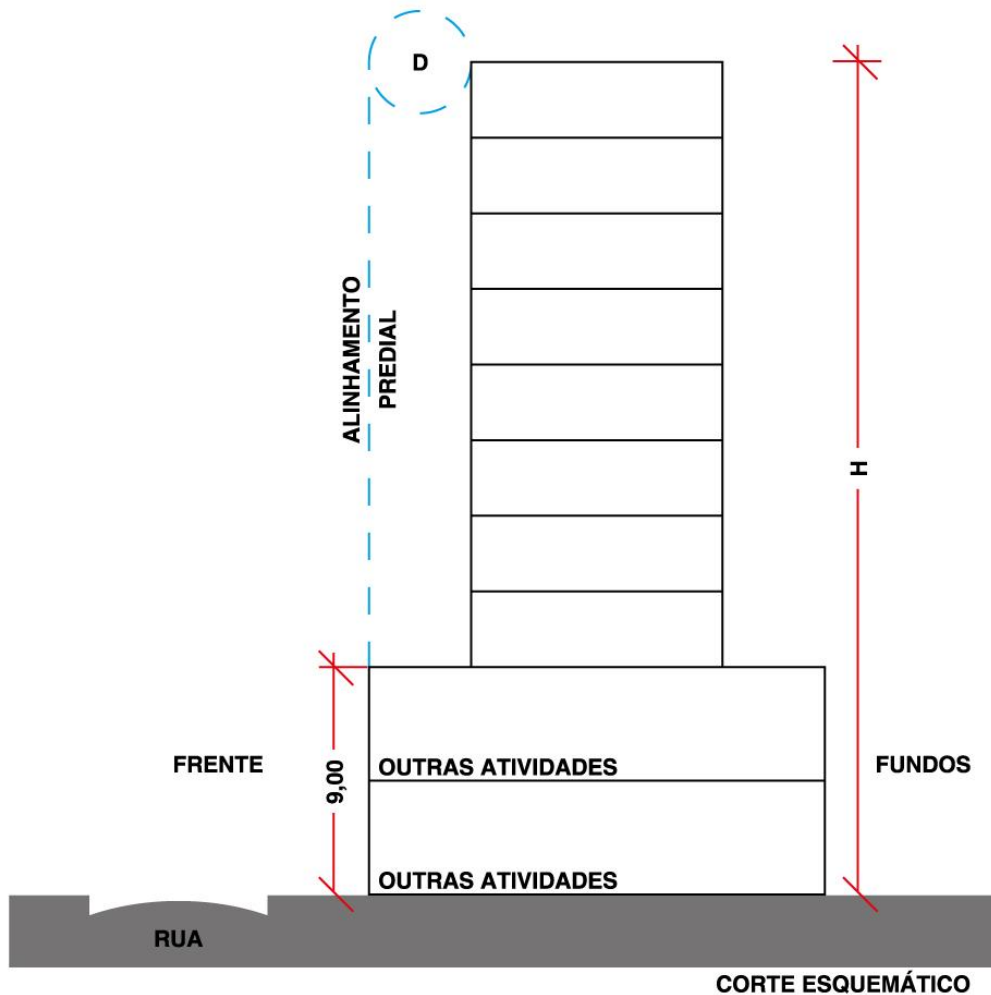 D
ALINHAMENTO
PREDIAL
H
FRENTE
9,00
OUTRAS ATIVIDADES
FUNDOS
OUTRAS ATIVIDADES
RUA
CORTE ESQUEMÁTICO